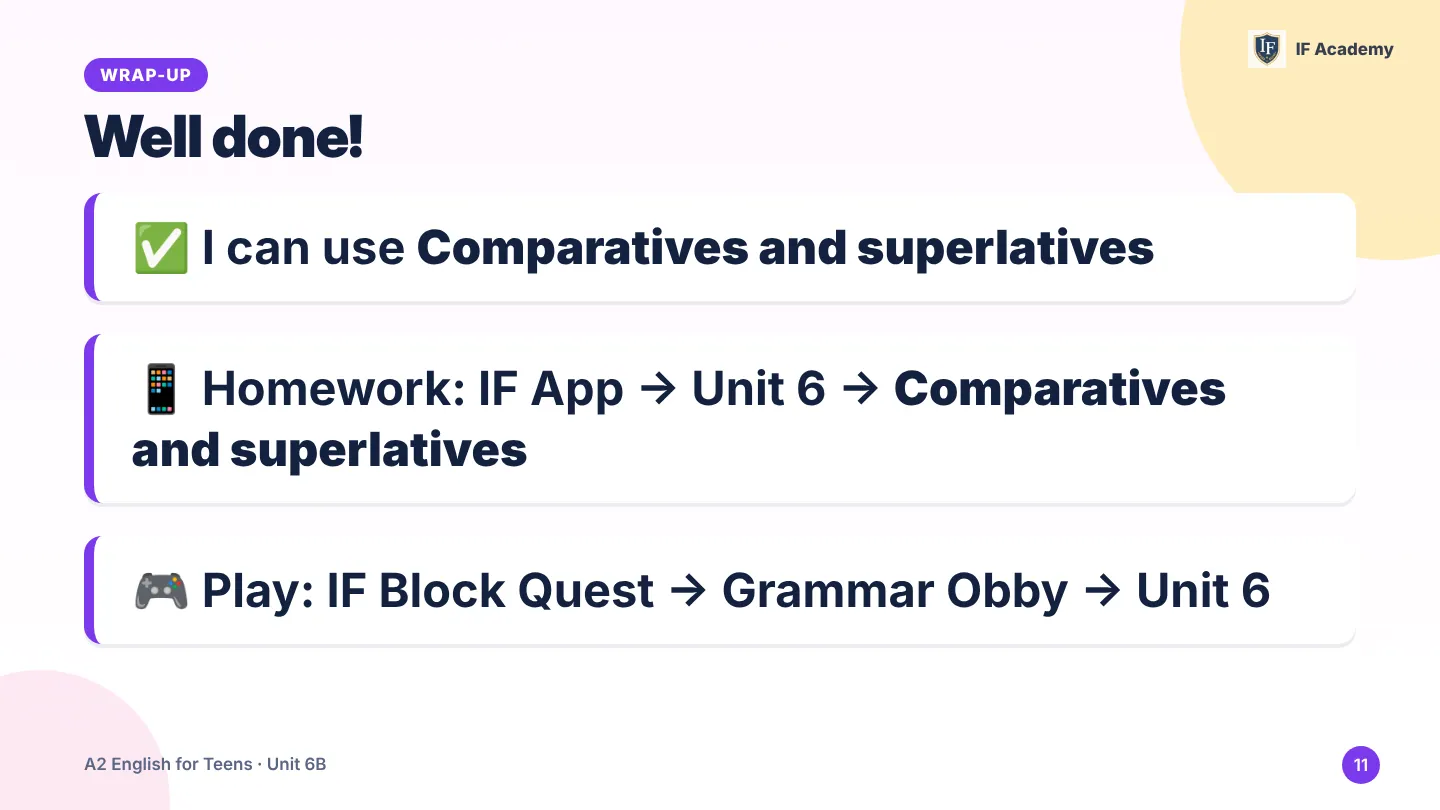 IF Academy
WRAP-UP
Well done!
✅ I can use Comparatives and superlatives
📱 Homework: IF App → Unit 6 → Comparatives
and superlatives
🎮 Play: IF Block Quest → Grammar Obby → Unit 6
A2 English for Teens · Unit 6B
11